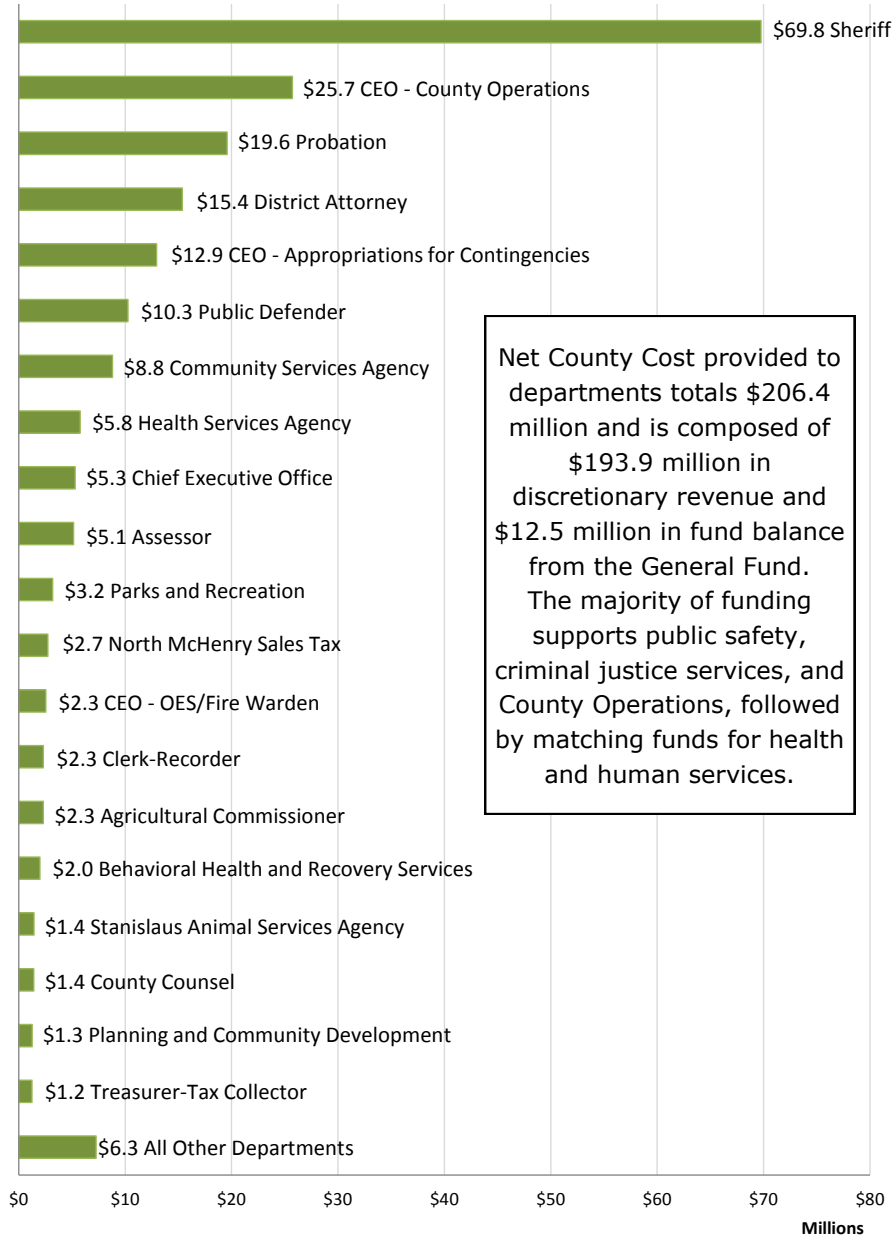 $69.8 Sheriff
$25.7 CEO - County Operations
$19.6 Probation
$15.4 District Attorney
$12.9 CEO - Appropriations for Contingencies
$10.3 Public Defender
$8.8 Community Services Agency
$5.8 Health Services Agency
$5.3 Chief Executive Office
$5.1 Assessor
$3.2 Parks and Recreation
$2.7 North McHenry Sales Tax
$2.3 CEO - OES/Fire Warden
$2.3 Clerk-Recorder
$2.3 Agricultural Commissioner
$2.0 Behavioral Health and Recovery Services
$1.4 Stanislaus Animal Services Agency
$1.4 County Counsel
$1.3 Planning and Community Development
$1.2 Treasurer-Tax Collector
$6.3 All Other Departments
Net County Cost provided to
departments totals $206.4
million and is composed of
$193.9 million in
discretionary revenue and
$12.5 million in fund balance
from the General Fund.
The majority of funding
supports public safety,
criminal justice services, and
County Operations, followed
by matching funds for health
and human services.
$0 $10 $20 $30 $40 $50 $60 $70 $80
Millions